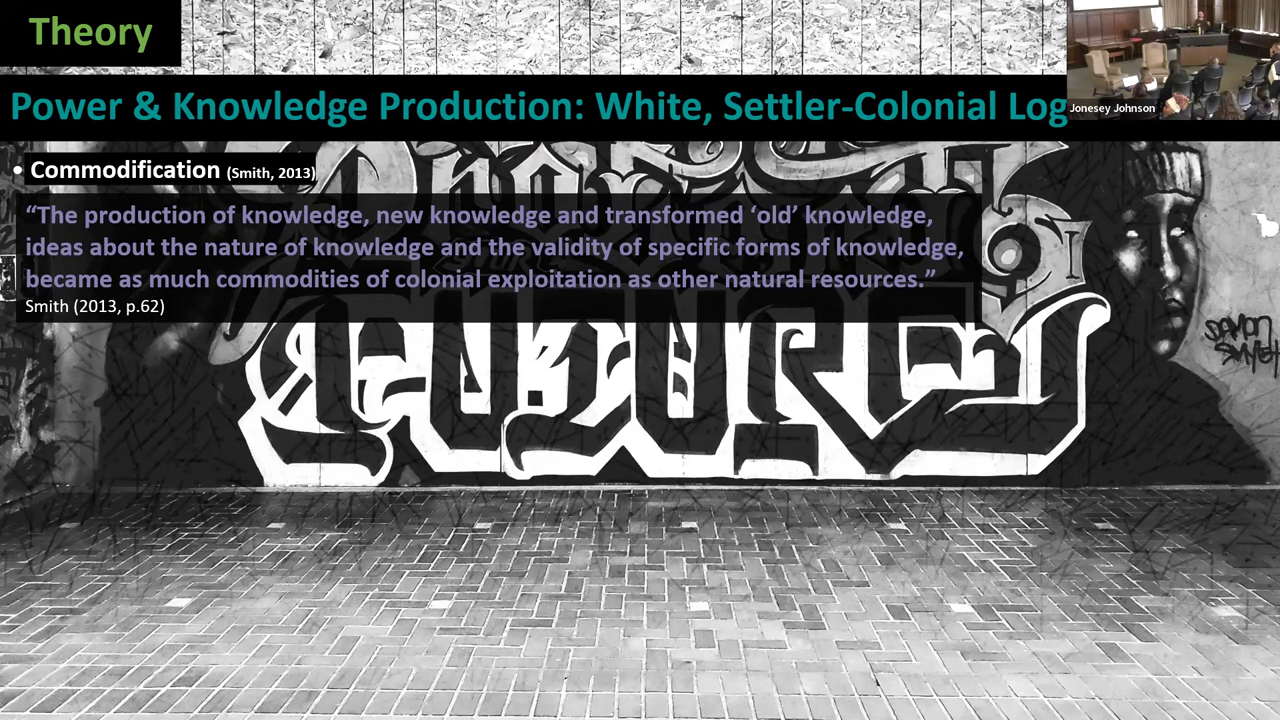 Theory
Power & Knowledge Production: White, Settler-Colonial Log
Jonesey Johnson
• Commodification (Smith, 2013)
“The production of knowledge, new knowledge and transformed ‘old’ knowledge,
ideas about the nature of knowledge and the validity of specific forms of knowledge,
became as much commodities of colonial exploitation as other natural resources.”
Smith (2013, p.62)